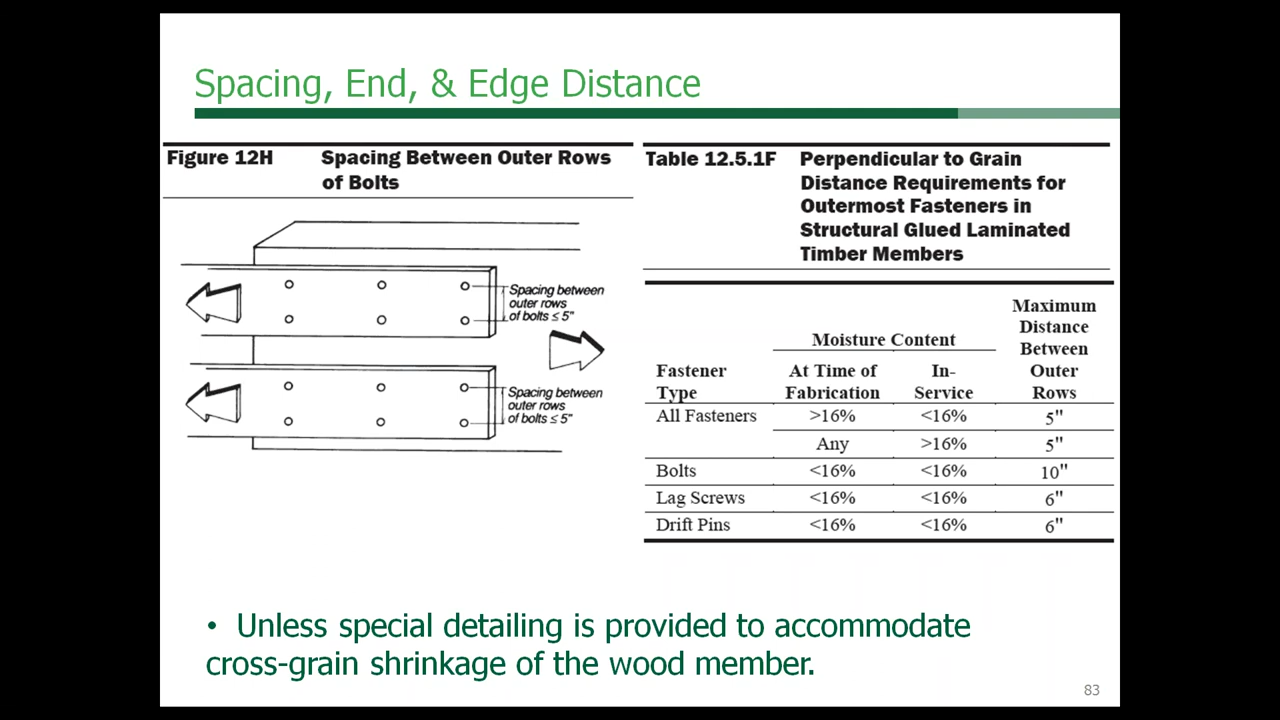 Spacing, End, & Edge Distance
Figure 12H Spacing Between Outer Rows
of Bolts
Spacing between
outer rows
of bolts ≤ 5"
Spacing between
outer rows
of bolts ≤ 5"
Table 12.5.1F Perpendicular to Grain
Distance Requirements for
Outermost Fasteners in
Structural Glued Laminated
Timber Members
Maximum
Distance
Between
Outer
Rows
Moisture Content
Fastener
Type
At Time of
Fabrication
In-
Service
All Fasteners >16% <16% 5"
Any >16% 5"
Bolts <16% <16% 10"
Lag Screws <16% <16% 6"
Drift Pins <16% <16% 6"
• Unless special detailing is provided to accommodate
cross-grain shrinkage of the wood member.
83